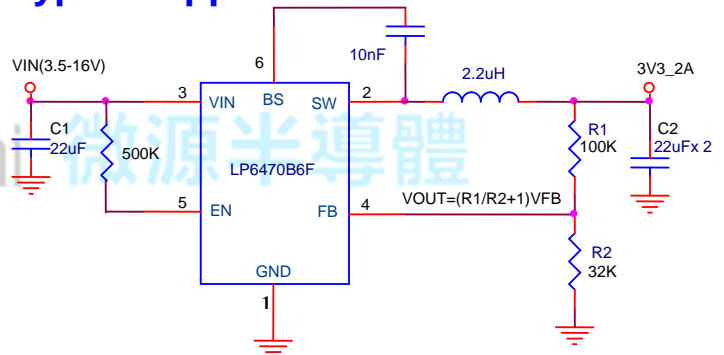 6
10nF
VIN(3.5-16V)
2.2uH
3V3_2A
3
VIN
BS
SW
2
C1
22uF
500K
微源半導體
LP6470B6F
R1
100K
C2
22uFx 2
5
EN
FB
4
VOUT=(R1/R2+1)VFB
R2
32K
GND
1